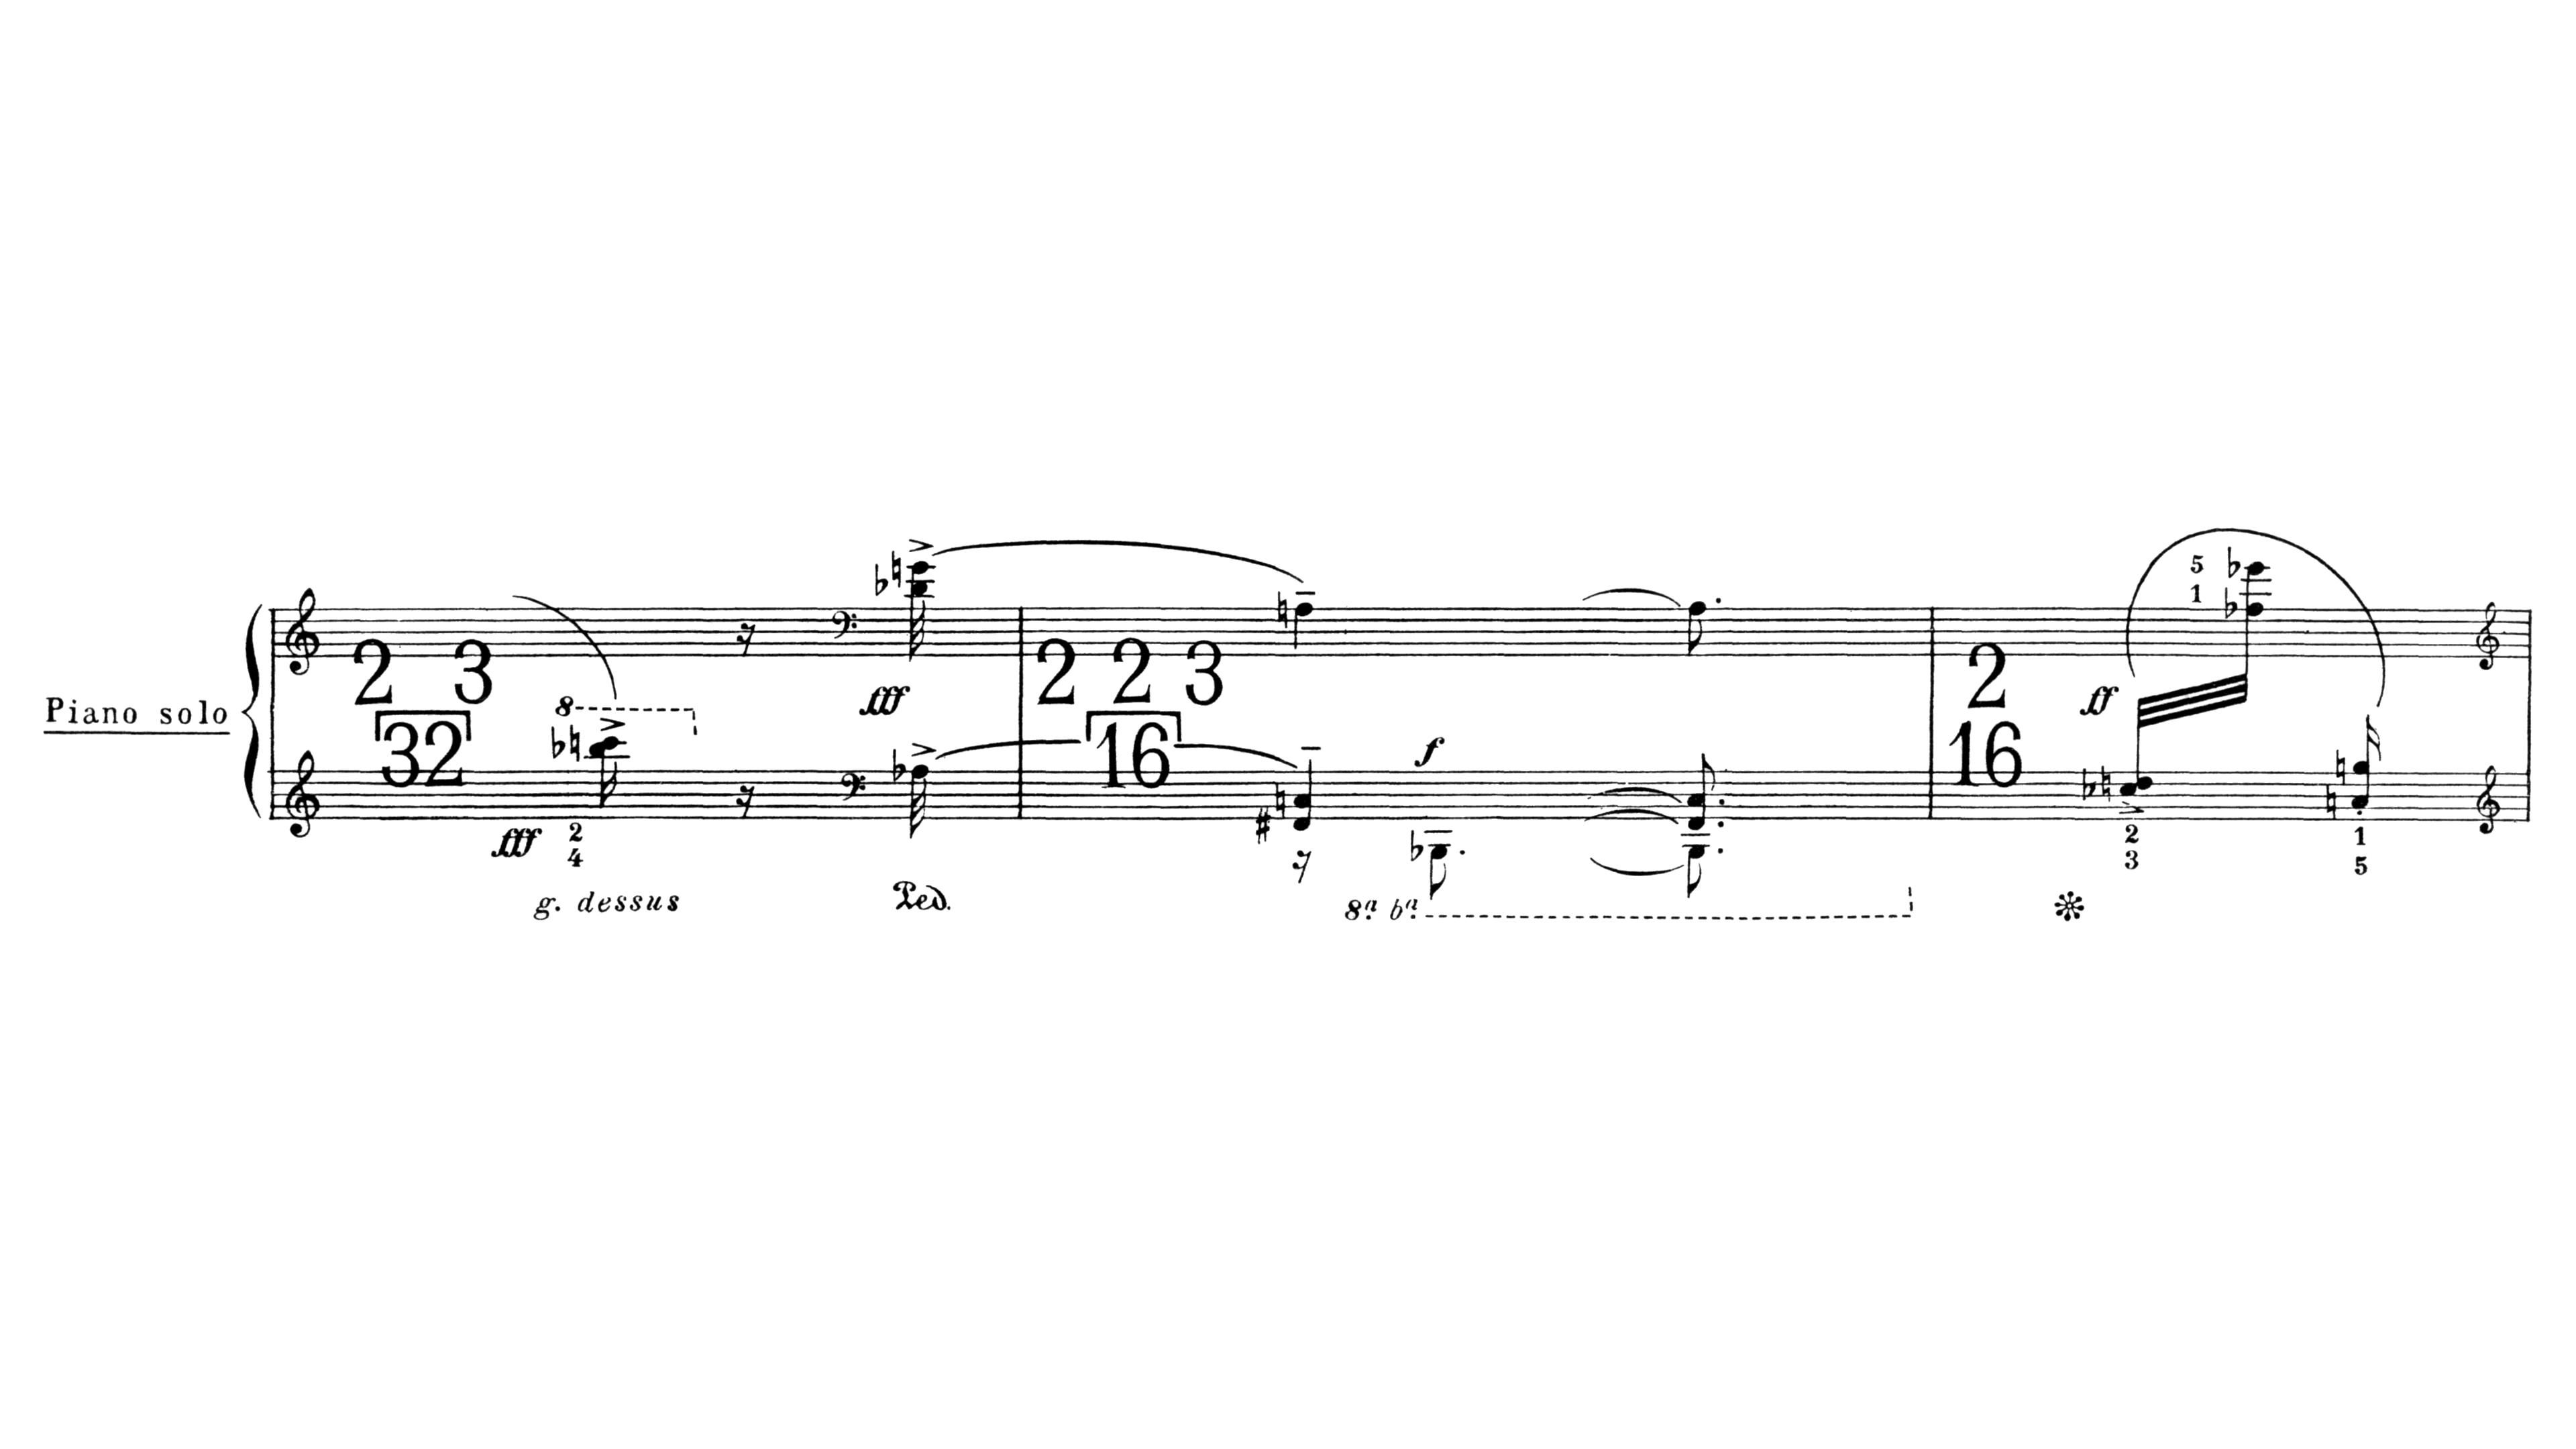 2 3 fff 2 2 3 2 ff 5 1
Piano solo
32 8 16 f 16
fff 2 4 2 3 1 5
g. dessus Ped. 8ª bª